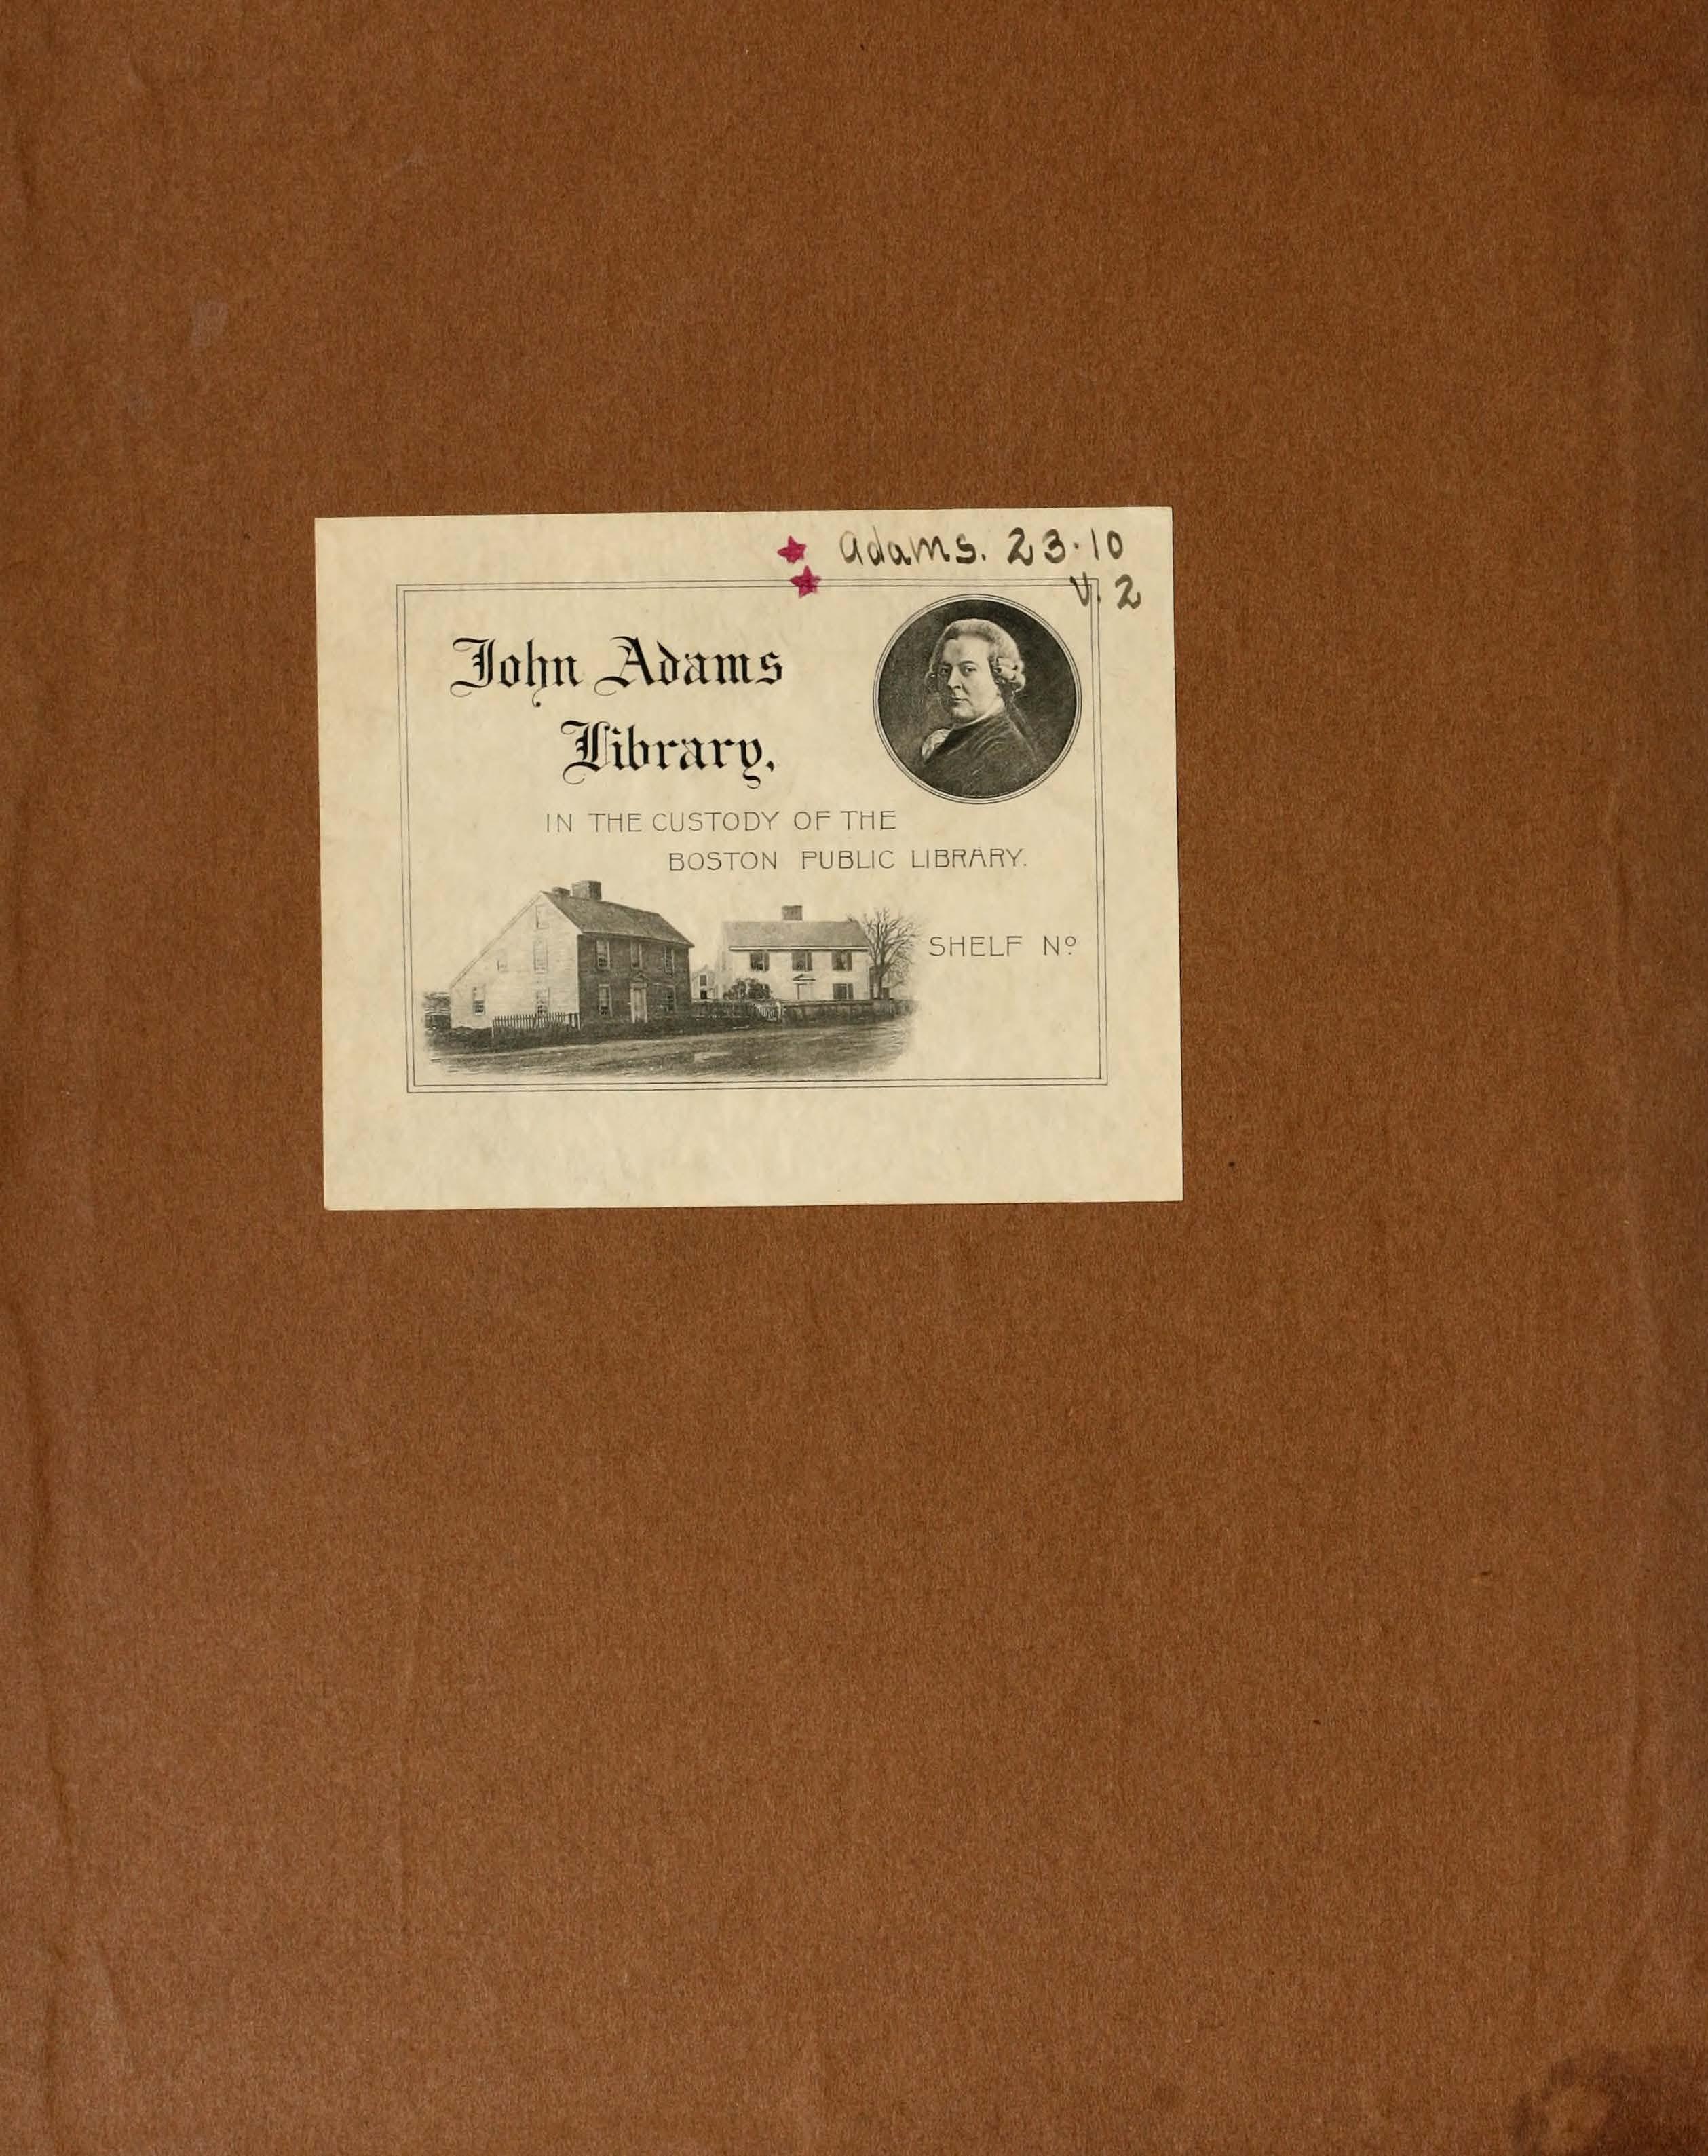 Adams. 23.10
V. 2
John Adams
Library,
IN THE CUSTODY OF THE
BOSTON PUBLIC LIBRARY.
SHELF Nº